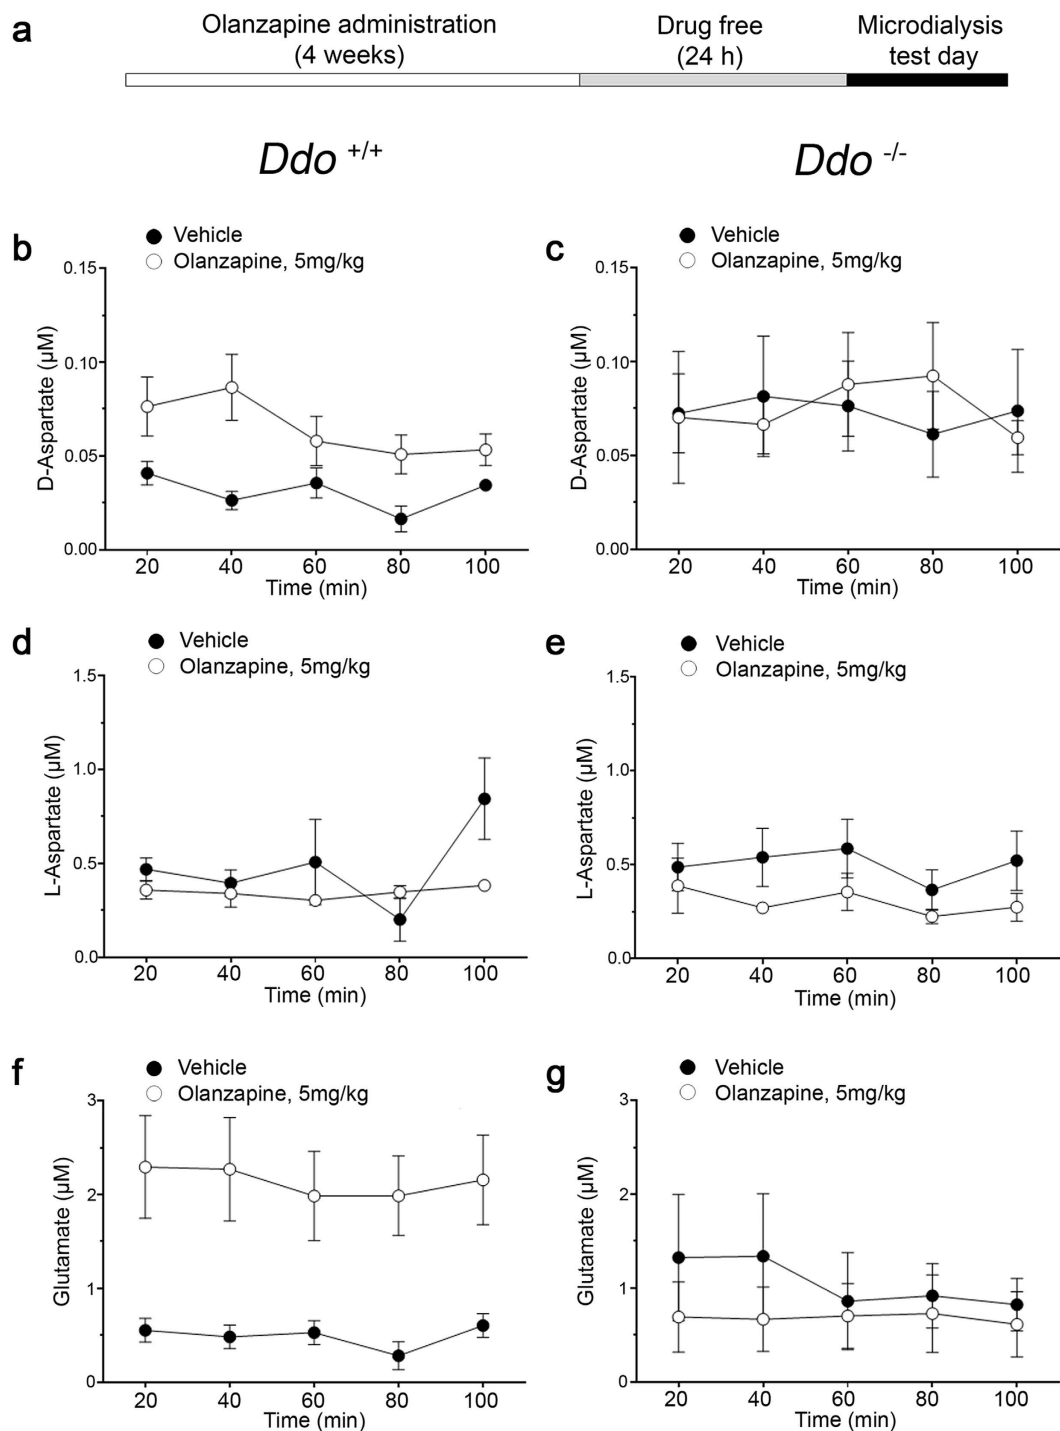 a
Olanzapine administration
(4 weeks)
Drug free
(24 h)
Microdialysis
test day
Ddo +/+
Ddo -/-
b
Vehicle
Olanzapine, 5mg/kg
0.15
0.10
0.05
0.00
D-Aspartate (µM)
20 40 60 80 100
Time (min)
c
Vehicle
Olanzapine, 5mg/kg
0.15
0.10
0.05
0.00
D-Aspartate (µM)
20 40 60 80 100
Time (min)
d
Vehicle
Olanzapine, 5mg/kg
1.5
1.0
0.5
0.0
L-Aspartate (µM)
20 40 60 80 100
Time (min)
e
Vehicle
Olanzapine, 5mg/kg
1.5
1.0
0.5
0.0
L-Aspartate (µM)
20 40 60 80 100
Time (min)
f
Vehicle
Olanzapine, 5mg/kg
3
2
1
0
Glutamate (µM)
20 40 60 80 100
Time (min)
g
Vehicle
Olanzapine, 5mg/kg
3
2
1
0
Glutamate (µM)
20 40 60 80 100
Time (min)